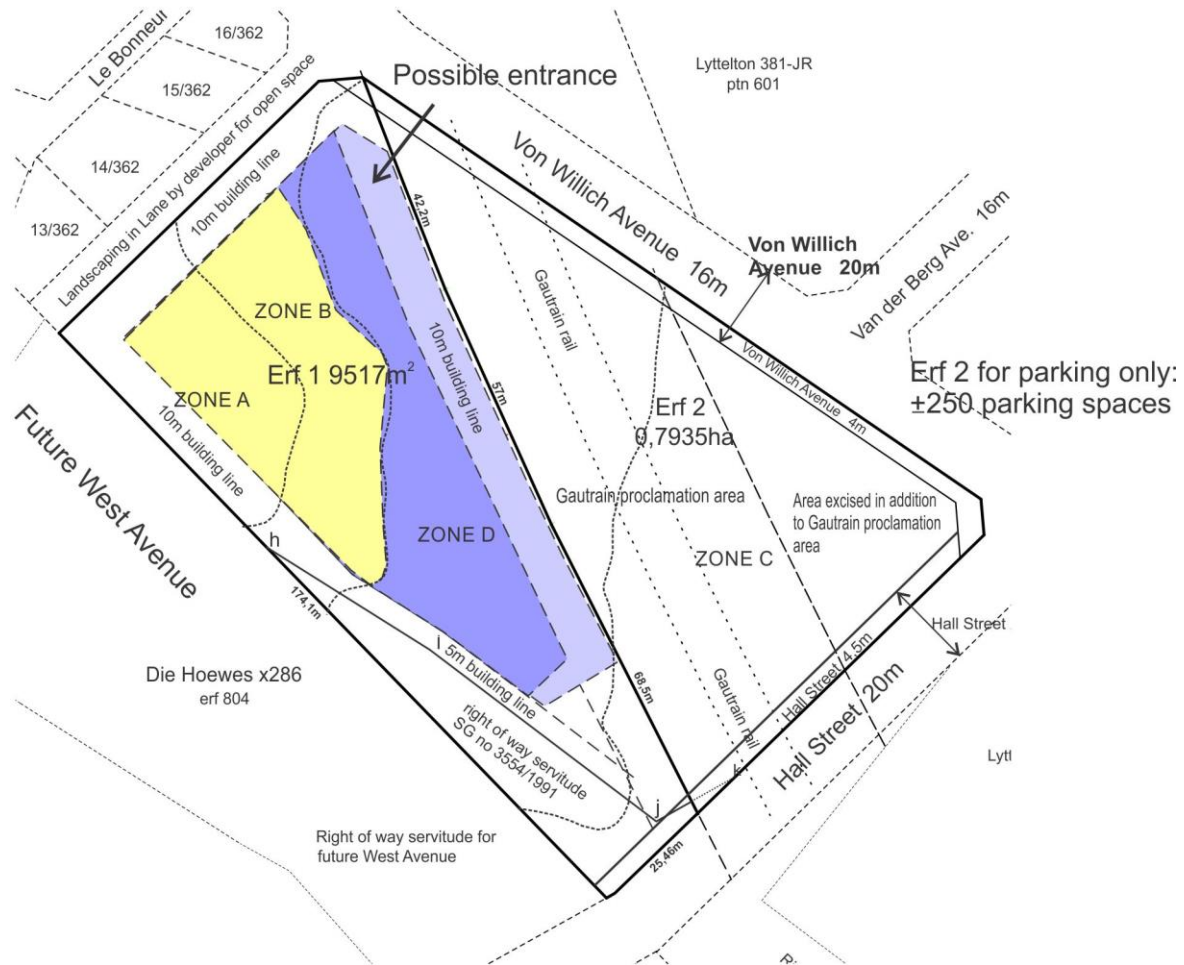 16/362
15/362
14/362
13/362
Le Bonneur
Landscaping in Lane by developer for open space
Possible entrance
Lyttelton 381-JR
ptn 601
10m building line
42,2m
Von Willich Avenue 16m
Von Willich
Avenue 20m
Van der Berg Ave. 16m
Gautrain rail
10m building line
57m
ZONE B
Erf 1 9517m²
ZONE A
10m building line
Future West Avenue
Von Willich Avenue 4m
Erf 2 for parking only:
±250 parking spaces
Erf 2
0,7935ha
Gautrain proclamation area
Area excised in addition
to Gautrain proclamation
area
ZONE D
ZONE C
h
174,1m
Die Hoewes x286
erf 804
5m building line
right of way servitude
SG no 3554/1991
68,5m
Gautrain rail
Hall Street 4,5m
Hall Street 20m
Hall Street
Lytt
j
25,46m
Right of way servitude for
future West Avenue